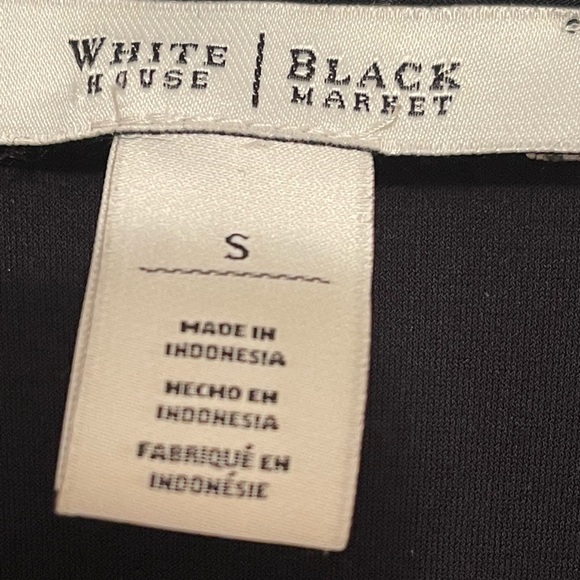 WHITE HOUSE | BLACK MARKET
S
MADE IN
INDONESIA
HECHO EN
INDONESIA
FABRIQUÉ EN
INDONÉSIE